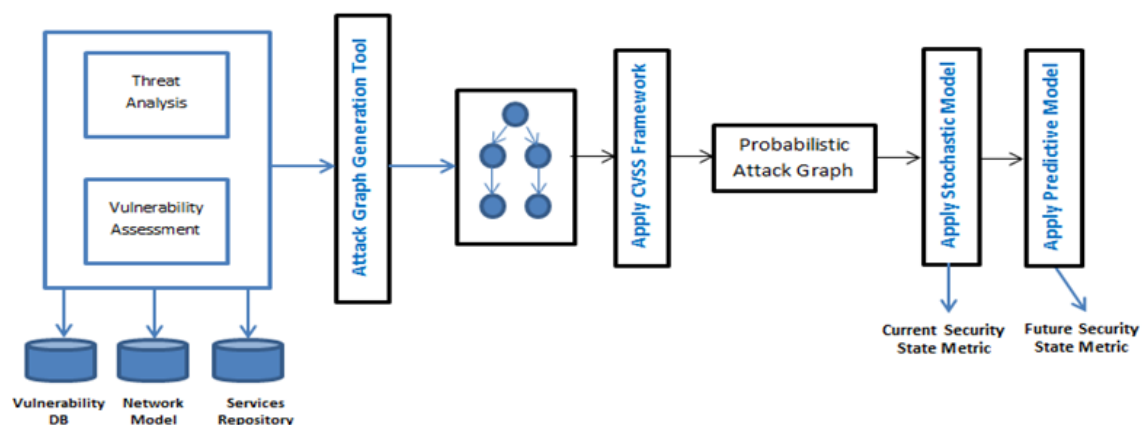 Threat
Analysis
Vulnerability
Assessment
Vulnerability
DB
Network
Model
Services
Repository
Attack Graph Generation Tool
Apply CVSS Framework
Probabilistic
Attack Graph
Apply Stochastic Model
Apply Predictive Model
Current Security
State Metric
Future Security
State Metric